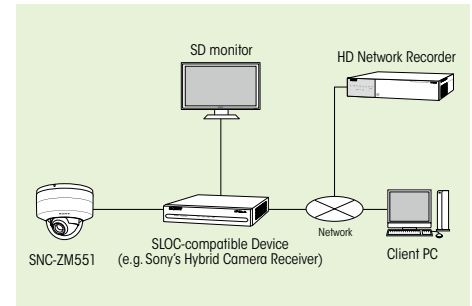 SD monitor
HD Network Recorder
SNC-ZM551
SLOC-compatible Device
(e.g. Sony's Hybrid Camera Receiver)
Network
Client PC